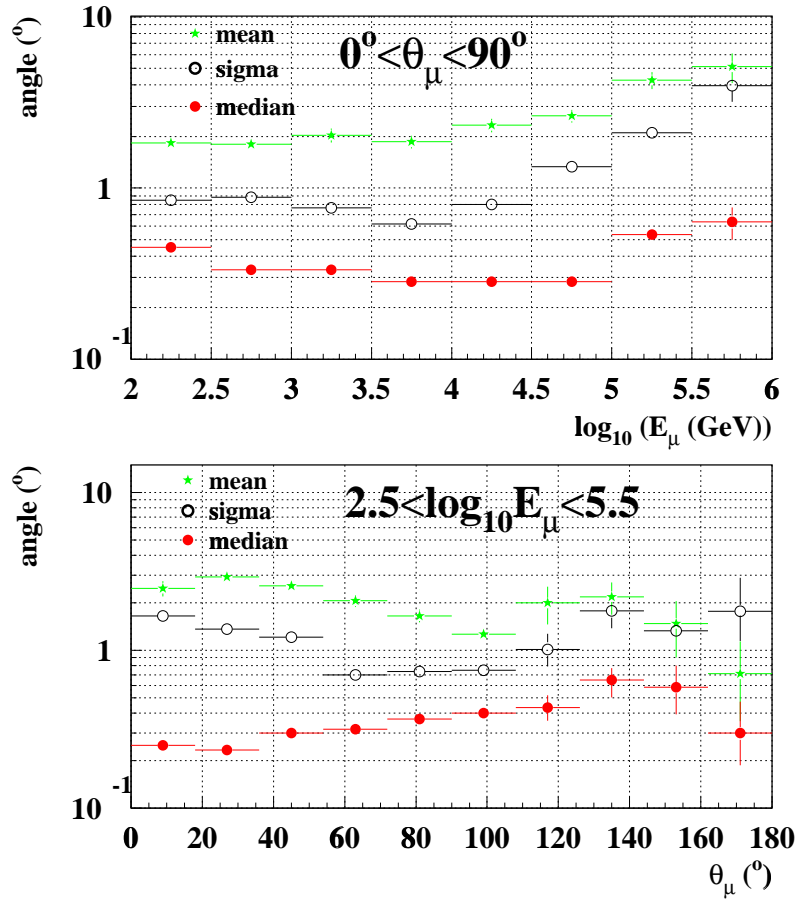 angle (°)
10
mean
sigma
median
0°<θμ<90°
1
10 -1
2 2.5 3 3.5 4 4.5 5 5.5 6
log10 (Eμ (GeV))
angle (°)
mean
sigma
median
2.5<log10Eμ<5.5
10
1
10 -1
0 20 40 60 80 100 120 140 160 180
θμ (°)